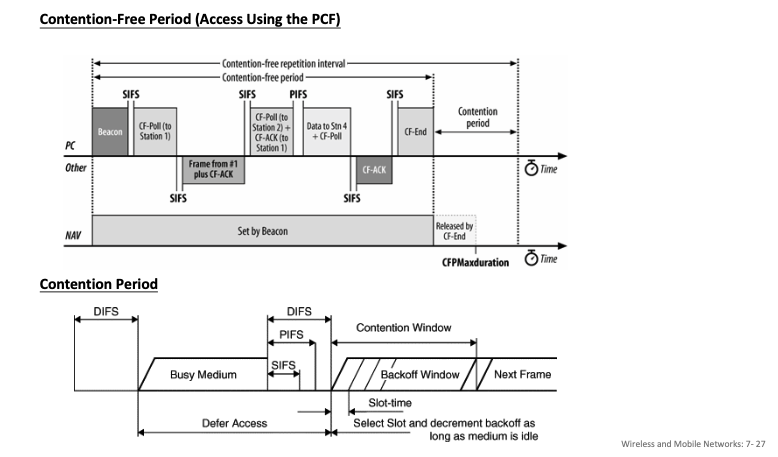 Contention-Free Period (Access Using the PCF)
Contention-free repetition interval
Contention-free period
SIFS
SIFS
PIFS
SIFS
Contention
period
PC
Beacon
CF-Poll (to
Station 1)
CF-Poll (to
Station 2) +
CF-ACK (to
Station 1)
Data to Stn 4
+ CF-Poll
CF-End
Other
Frame from #1
plus CF-ACK
CF-ACK
Time
SIFS
SIFS
NAV
Set by Beacon
Released by
CF-End
CFPMaxduration
Time
Contention Period
DIFS
DIFS
PIFS
SIFS
Contention Window
Busy Medium
Backoff Window
Next Frame
Slot-time
Defer Access
Select Slot and decrement backoff as
long as medium is idle
Wireless and Mobile Networks: 7- 27